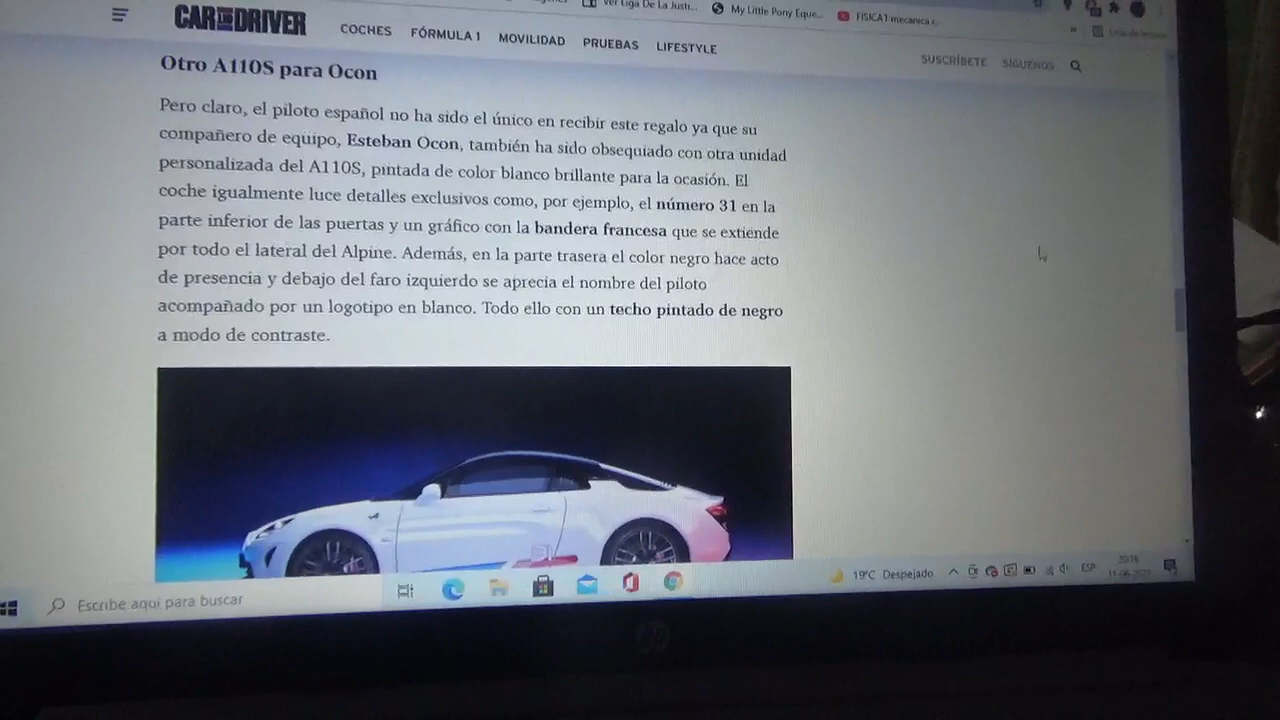 Ver Liga De La Justi...
My Little Pony Eque...
FISICA I mecanica c
CAR AND DRIVER
COCHES
FÓRMULA 1
MOVILIDAD
PRUEBAS
LIFESTYLE
SUSCRÍBETE
SÍGUENOS
Otro A110S para Ocon
Pero claro, el piloto español no ha sido el único en recibir este regalo ya que su
compañero de equipo, Esteban Ocon, también ha sido obsequiado con otra unidad
personalizada del A110S, pintada de color blanco brillante para la ocasión. El
coche igualmente luce detalles exclusivos como, por ejemplo, el número 31 en la
parte inferior de las puertas y un gráfico con la bandera francesa que se extiende
por todo el lateral del Alpine. Además, en la parte trasera el color negro hace acto
de presencia y debajo del faro izquierdo se aprecia el nombre del piloto
acompañado por un logotipo en blanco. Todo ello con un techo pintado de negro
a modo de contraste.
31
Escribe aquí para buscar
19°C Despejado
ESP
hp